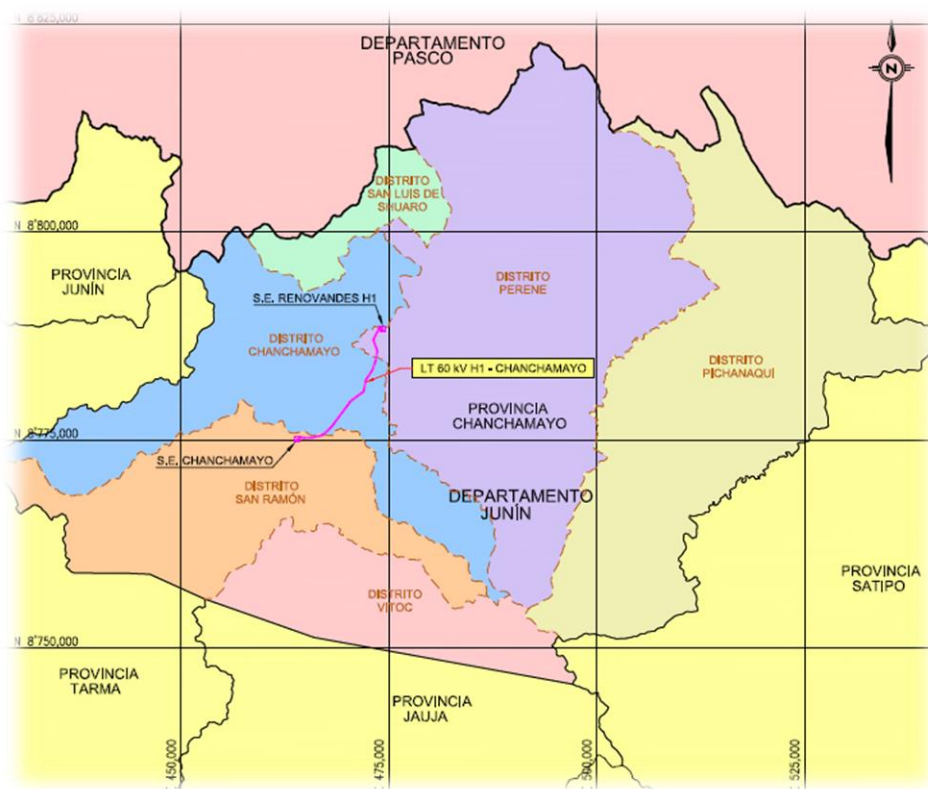 8'825,000
DEPARTAMENTO
PASCO
N
DISTRITO
SAN LUIS DE
SHUARO
N 8'800,000
PROVINCIA
JUNÍN
DISTRITO
PERENE
S.E. RENOVANDES H1
DISTRITO
CHANCHAMAYO
LT 60 kV H1 - CHANCHAMAYO
DISTRITO
PICHANAQUI
PROVINCIA
CHANCHAMAYO
N 8'775,000
S.E. CHANCHAMAYO
DISTRITO
SAN RAMÓN
DEPARTAMENTO
JUNÍN
PROVINCIA
SATIPO
DISTRITO
VITOC
N 8'750,000
PROVINCIA
TARMA
PROVINCIA
JAUJA
450,000
475,000
500,000
525,000